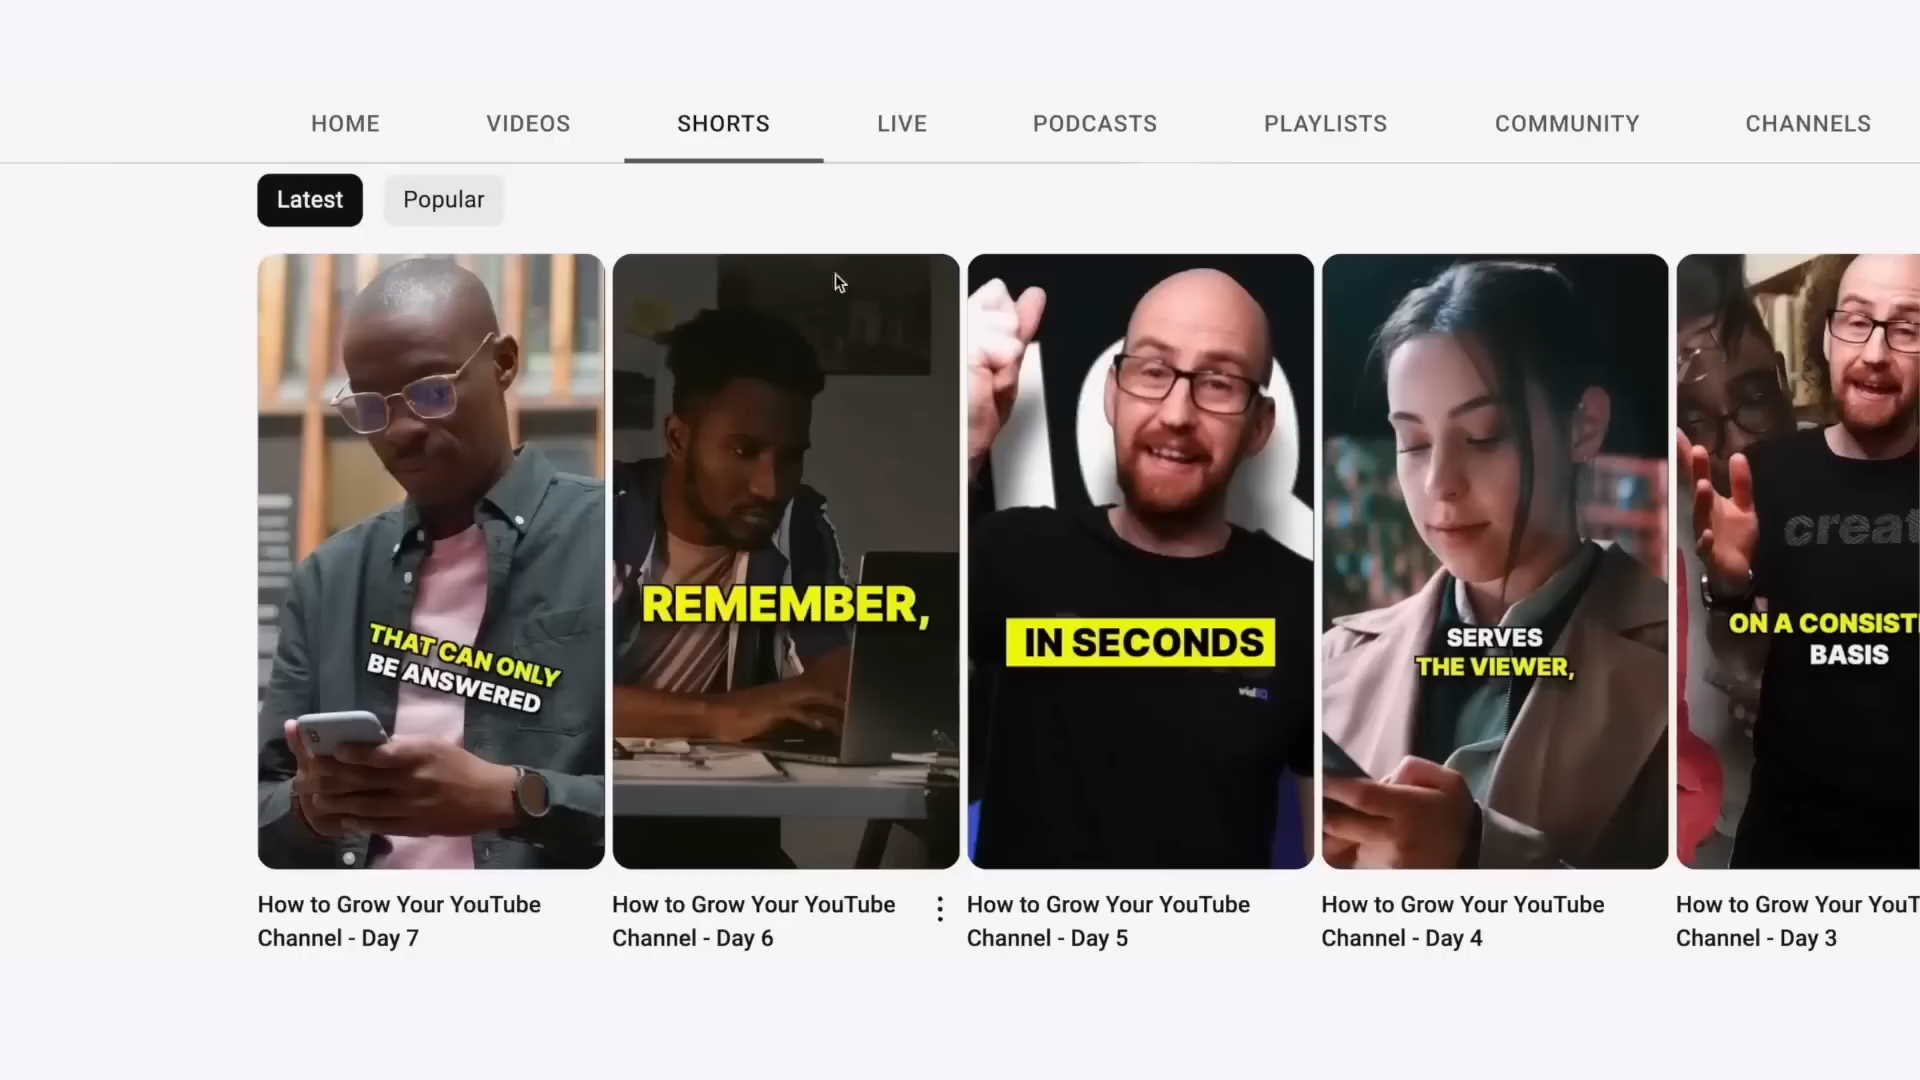 HOME VIDEOS SHORTS LIVE PODCASTS PLAYLISTS COMMUNITY CHANNELS
Latest Popular
THAT CAN ONLY
BE ANSWERED
REMEMBER,
IN SECONDS
vidIQ
SERVES
THE VIEWER,
creat
ON A CONSIST
BASIS
How to Grow Your YouTube
Channel - Day 7
How to Grow Your YouTube
Channel - Day 6
How to Grow Your YouTube
Channel - Day 5
How to Grow Your YouTube
Channel - Day 4
How to Grow Your YouT
Channel - Day 3